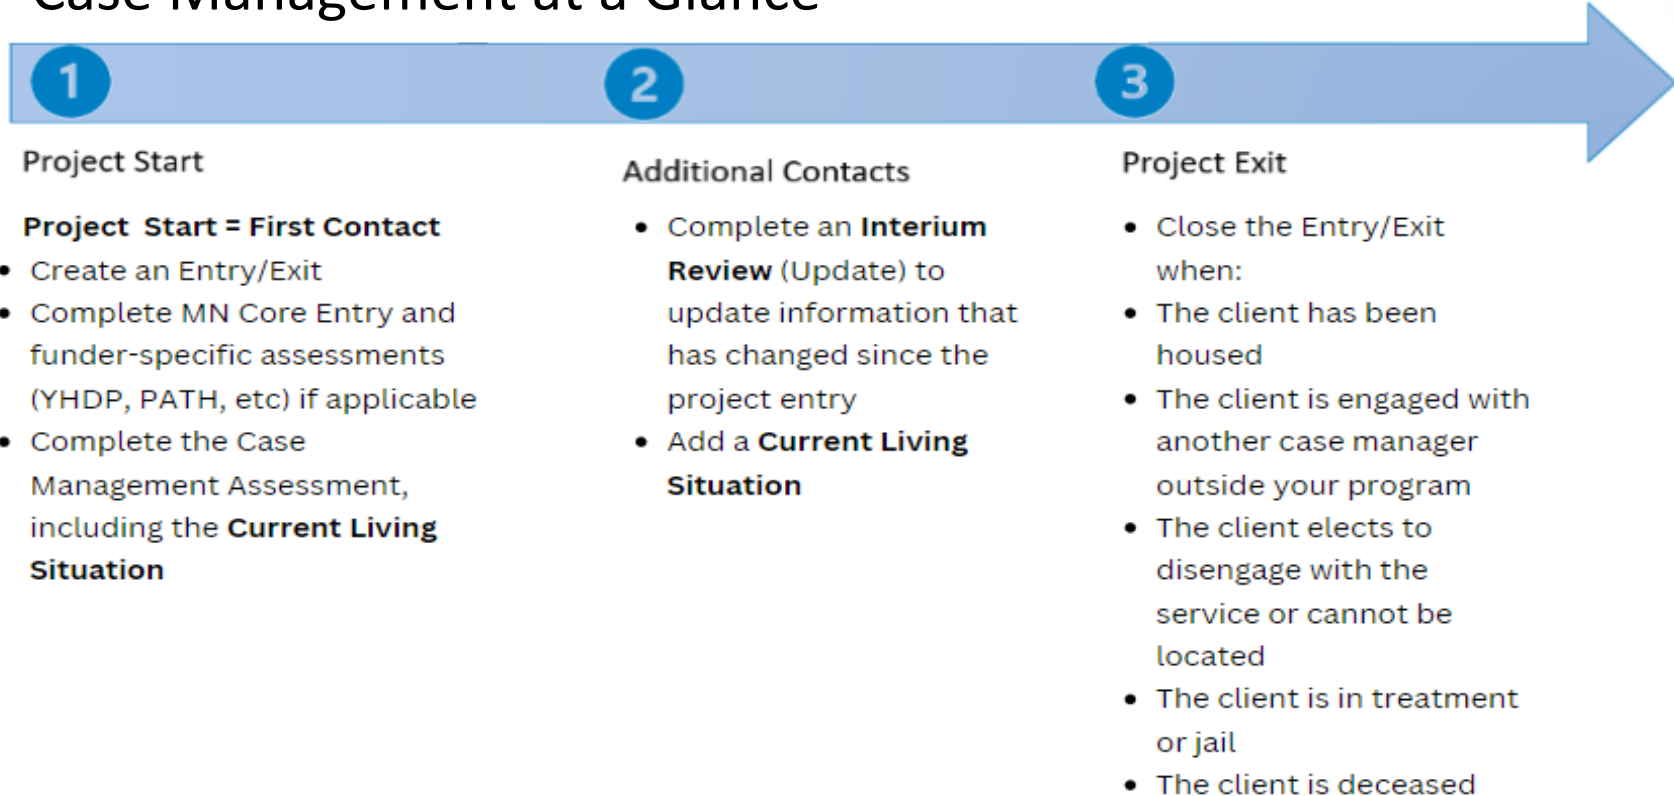 Case Management at a Glance
1
2
3
Project Start
Project Start = First Contact
• Create an Entry/Exit
• Complete MN Core Entry and
funder-specific assessments
(YHDP, PATH, etc) if applicable
• Complete the Case
Management Assessment,
including the Current Living
Situation
Additional Contacts
• Complete an Interium
Review (Update) to
update information that
has changed since the
project entry
• Add a Current Living
Situation
Project Exit
• Close the Entry/Exit
when:
• The client has been
housed
• The client is engaged with
another case manager
outside your program
• The client elects to
disengage with the
service or cannot be
located
• The client is in treatment
or jail
• The client is deceased